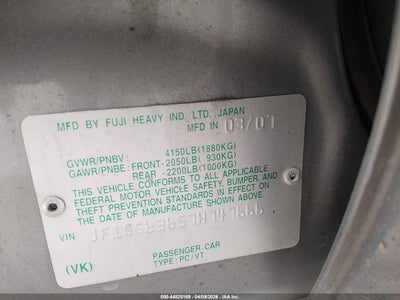 MFD BY FUJI HEAVY IND. LTD., JAPAN
MFD IN 03/07
GVWR/PNBV : 4150LB(1880KG)
GAWR/PNBE : FRONT-2050LB( 930KG)
REAR -2200LB(1000KG)
THIS VEHICLE CONFORMS TO ALL APPLICABLE
FEDERAL MOTOR VEHICLE SAFETY, BUMPER, AND
THEFT PREVENTION STANDARDS IN EFFECT ON
THE DATE OF MANUFACTURE SHOWN ABOVE.
VIN
PASSENGER CAR
(VK) TYPE : PC/VT
© IAA - 44825169 - 04/09/2026 - IAAI.COM